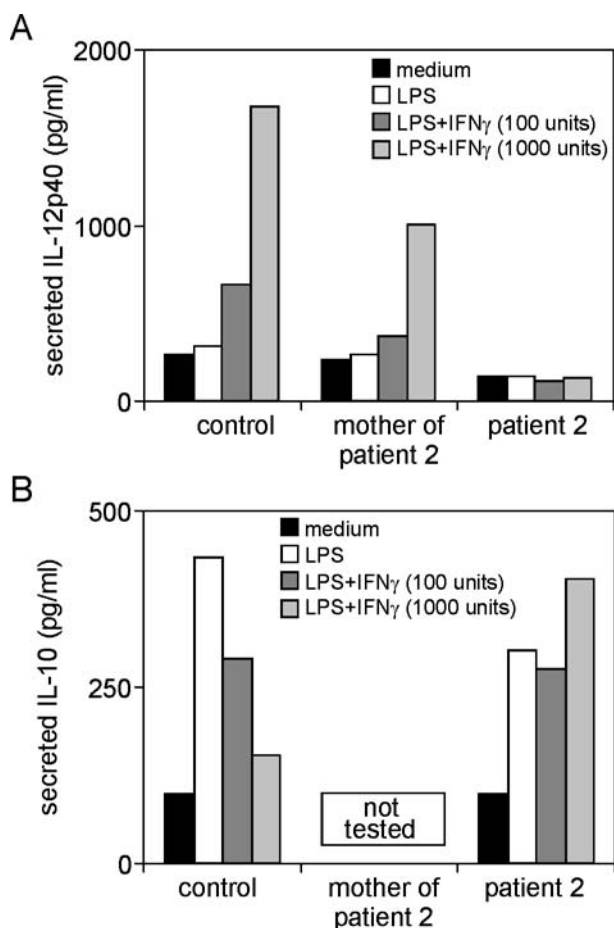 A
2000
medium
LPS
LPS+IFNγ (100 units)
LPS+IFNγ (1000 units)
secreted IL-12p40 (pg/ml)
1000
0
control
mother of
patient 2
patient 2
B
500
medium
LPS
LPS+IFNγ (100 units)
LPS+IFNγ (1000 units)
secreted IL-10 (pg/ml)
250
not
tested
0
control
mother of
patient 2
patient 2